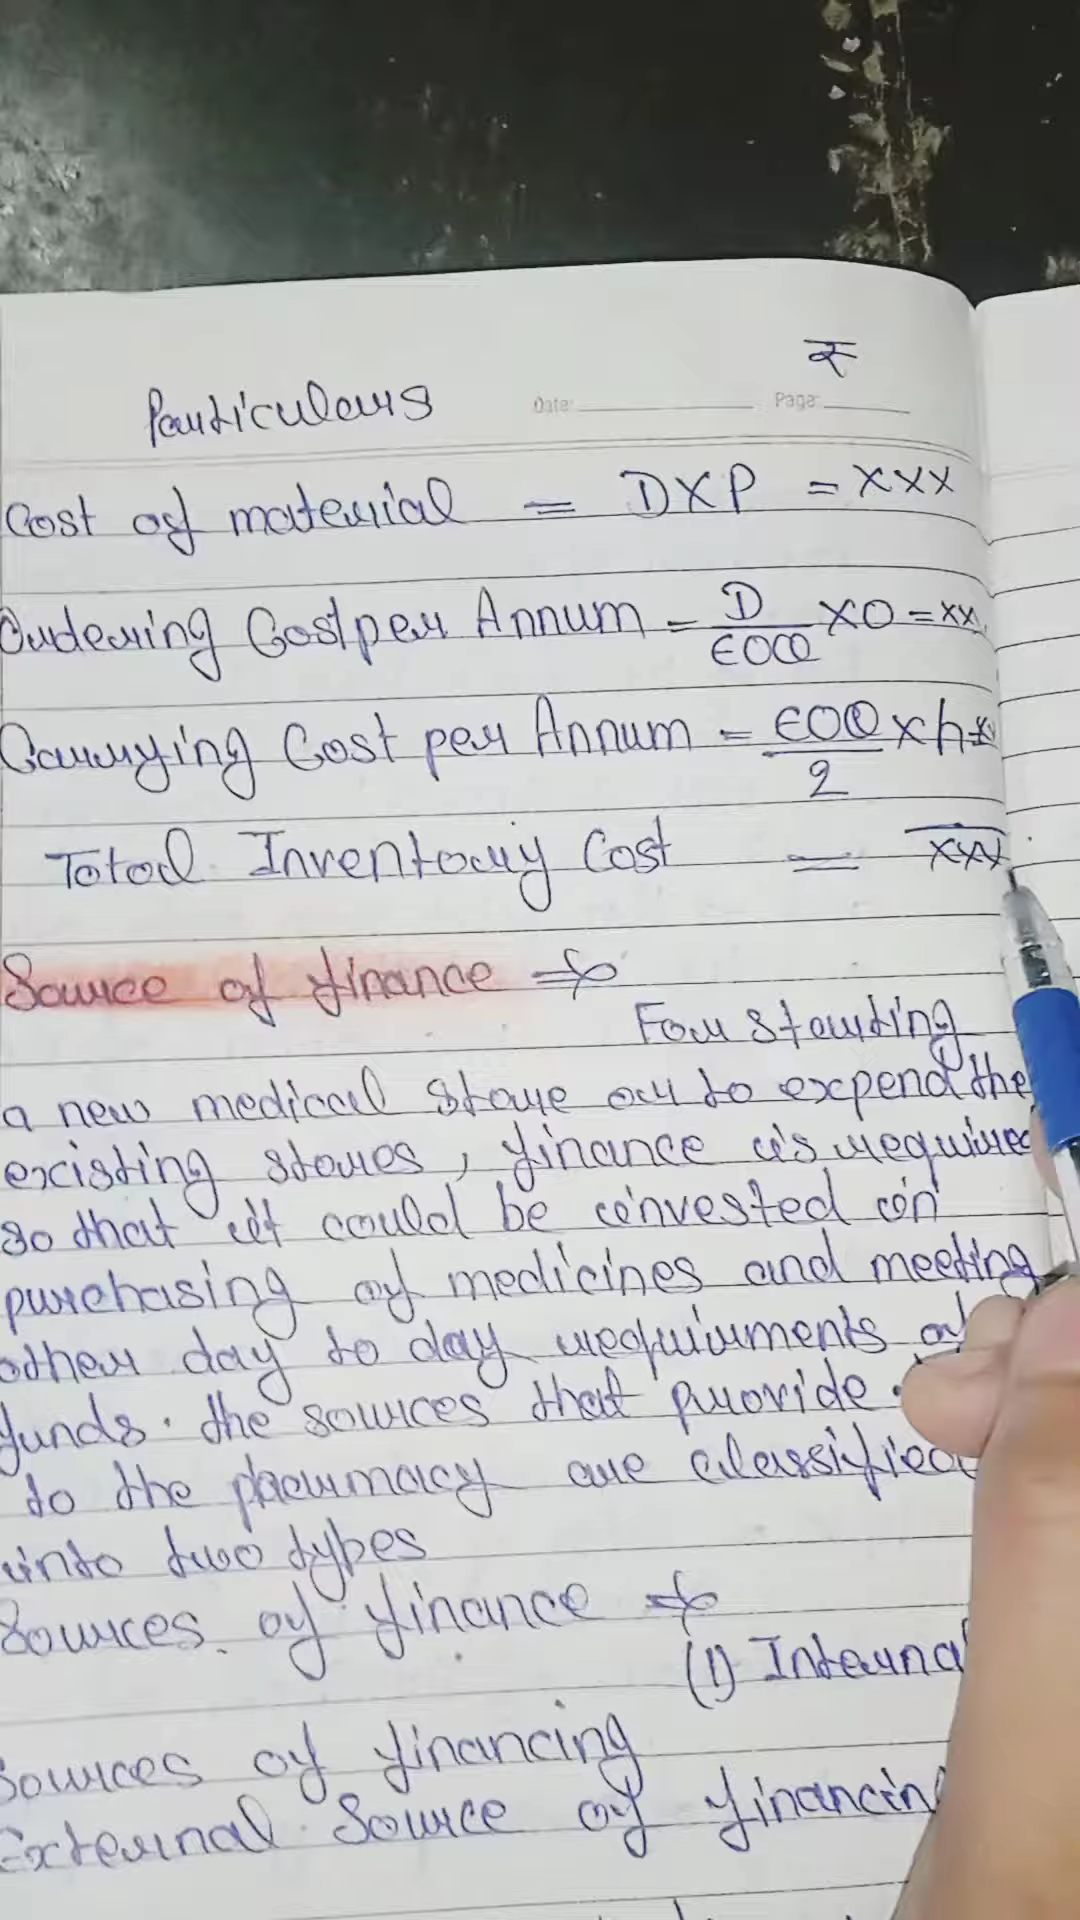 ₹
Particulars
Date:
Page:
Cost of material = D×P = xxx
Ordering Cost per Annum = D/EOQ ×O = xx
Carrying Cost per Annum = EOQ/2 × h = xx
Total Inventory Cost = xxx
Source of finance ⇒
For starting
a new medical store or to expend the
existing stores, finance is required
so that it could be invested in
purchasing of medicines and meeting
other day to day requirments of
funds. the sources that provide
to the pharmacy are classified
into two types
Sources of finance ⇒
(1) Internal
Sources of financing
External Source of financing